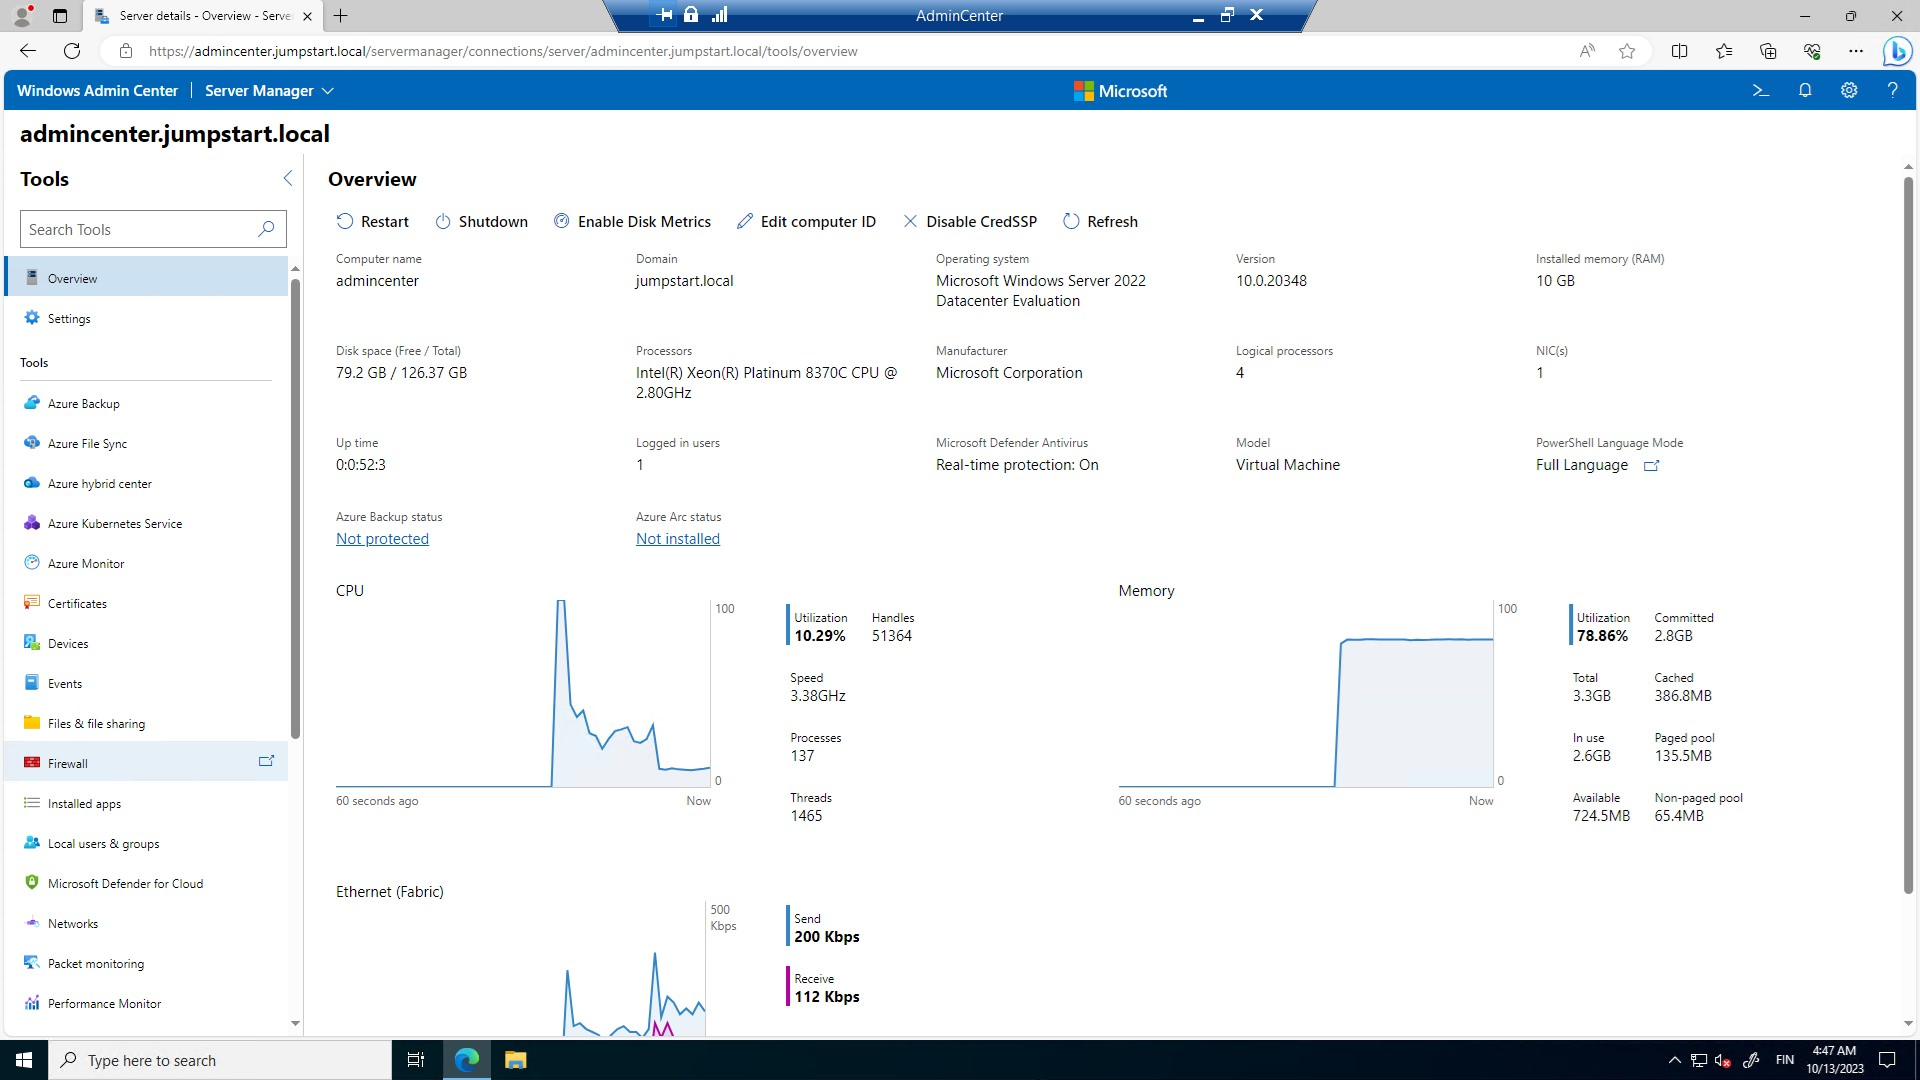 Server details - Overview - Serve
AdminCenter
https://admincenter.jumpstart.local/servermanager/connections/server/admincenter.jumpstart.local/tools/overview
Windows Admin Center
Server Manager
Microsoft
?
admincenter.jumpstart.local
Tools
Search Tools
Overview
Settings
Tools
Azure Backup
Azure File Sync
Azure hybrid center
Azure Kubernetes Service
Azure Monitor
Certificates
Devices
Events
Files & file sharing
Firewall
Installed apps
Local users & groups
Microsoft Defender for Cloud
Networks
Packet monitoring
Performance Monitor
Overview
Restart
Shutdown
Enable Disk Metrics
Edit computer ID
Disable CredSSP
Refresh
Computer name
admincenter
Domain
jumpstart.local
Operating system
Microsoft Windows Server 2022
Datacenter Evaluation
Version
10.0.20348
Installed memory (RAM)
10 GB
Disk space (Free / Total)
79.2 GB / 126.37 GB
Processors
Intel(R) Xeon(R) Platinum 8370C CPU @
2.80GHz
Manufacturer
Microsoft Corporation
Logical processors
4
NIC(s)
1
Up time
0:0:52:3
Logged in users
1
Microsoft Defender Antivirus
Real-time protection: On
Model
Virtual Machine
PowerShell Language Mode
Full Language
Azure Backup status
Not protected
Azure Arc status
Not installed
CPU
100
0
60 seconds ago
Now
Utilization
10.29%
Handles
51364
Speed
3.38GHz
Processes
137
Threads
1465
Memory
100
0
60 seconds ago
Now
Utilization
78.86%
Committed
2.8GB
Total
3.3GB
Cached
386.8MB
In use
2.6GB
Paged pool
135.5MB
Available
724.5MB
Non-paged pool
65.4MB
Ethernet (Fabric)
500
Kbps
Send
200 Kbps
Receive
112 Kbps
Type here to search
FIN
4:47 AM
10/13/2023